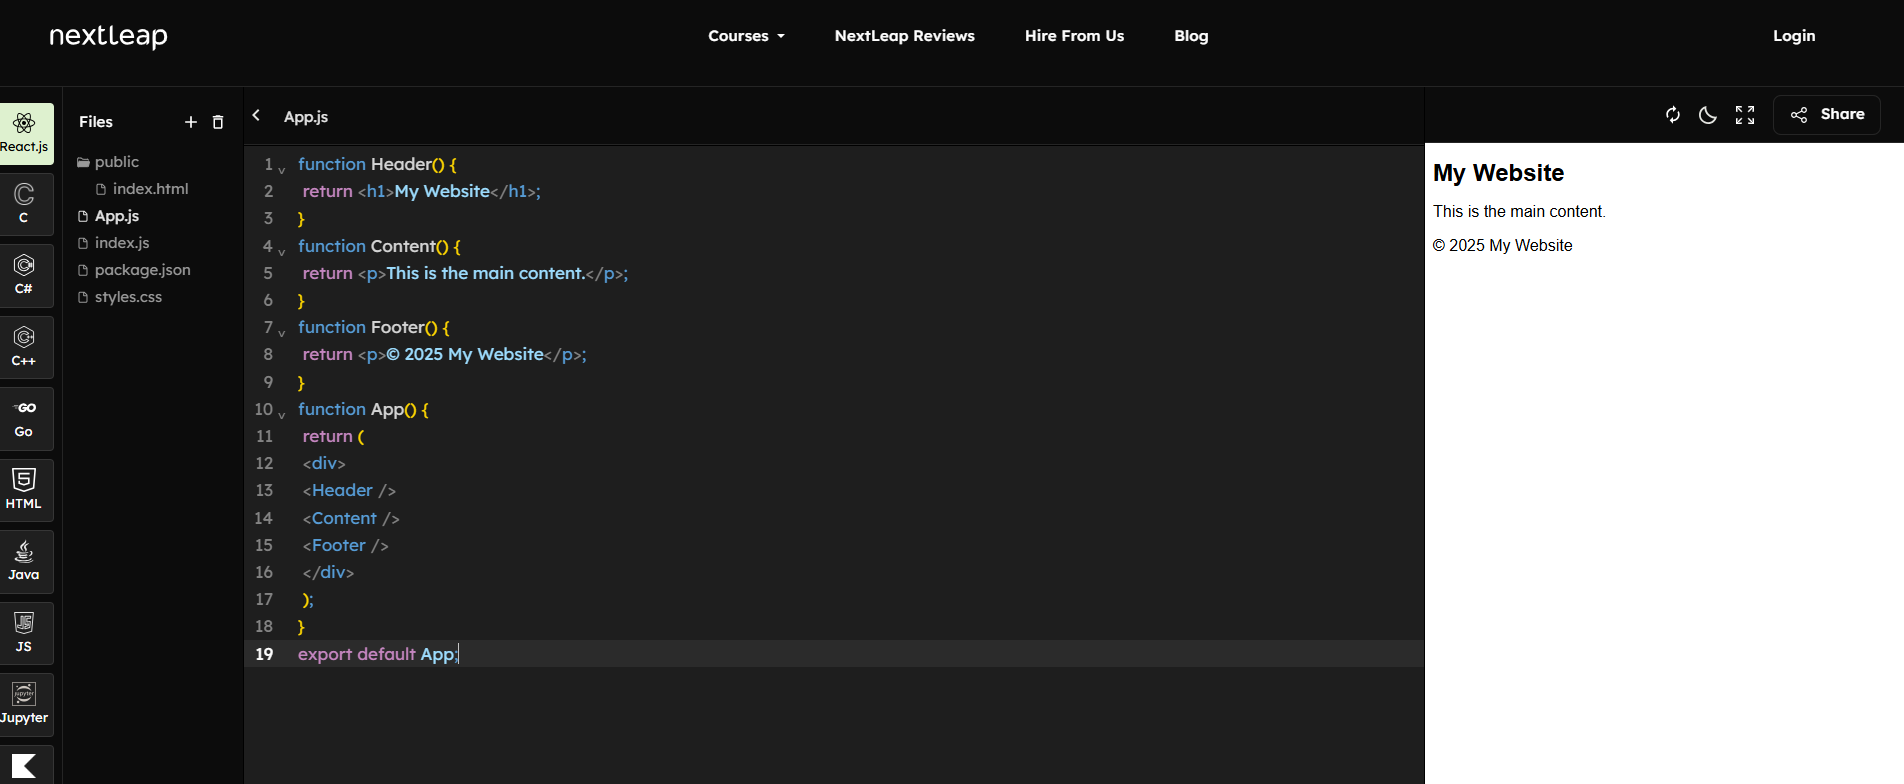 nextleap
Courses
NextLeap Reviews
Hire From Us
Blog
Login
React.js
C
C#
C++
GO
Go
HTML
Java
JS
Jupyter
Files
public
index.html
App.js
index.js
package.json
styles.css
App.js
1 function Header() {
2 return <h1>My Website</h1>;
3 }
4 function Content() {
5 return <p>This is the main content.</p>;
6 }
7 function Footer() {
8 return <p>© 2025 My Website</p>;
9 }
10 function App() {
11 return (
12 <div>
13 <Header />
14 <Content />
15 <Footer />
16 </div>
17 );
18 }
19 export default App;
Share
My Website
This is the main content.
© 2025 My Website